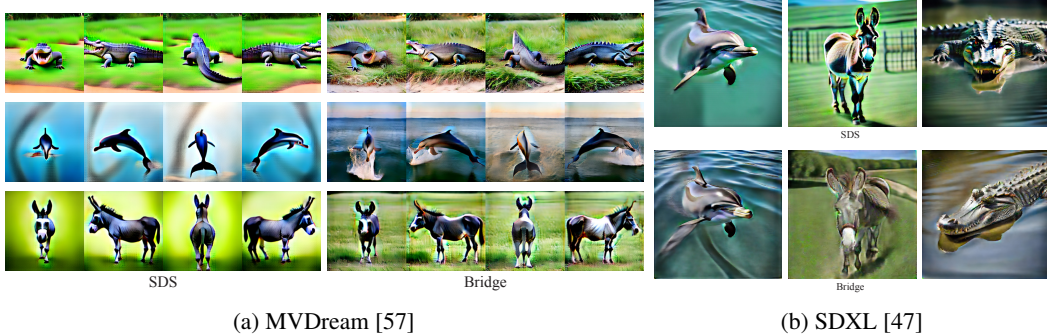 SDS
Bridge
(a) MVDream [57]
SDS
Bridge
(b) SDXL [47]